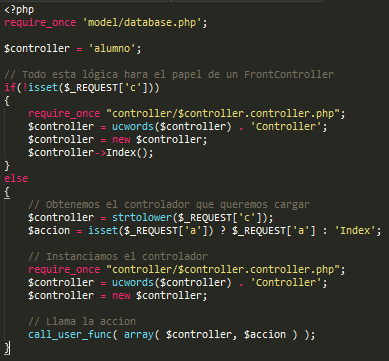 <?php
require_once 'model/database.php';
$controller = 'alumno';
// Todo esta lógica hara el papel de un FrontController
if(!isset($_REQUEST['c']))
{
    require_once "controller/$controller.controller.php";
    $controller = ucwords($controller) . 'Controller';
    $controller = new $controller;
    $controller->Index();
}
else
{
    // Obtenemos el controlador que queremos cargar
    $controller = strtolower($_REQUEST['c']);
    $accion = isset($_REQUEST['a']) ? $_REQUEST['a'] : 'Index';
    // Instanciamos el controlador
    require_once "controller/$controller.controller.php";
    $controller = ucwords($controller) . 'Controller';
    $controller = new $controller;
    // Llama la accion
    call_user_func( array( $controller, $accion ) );
}